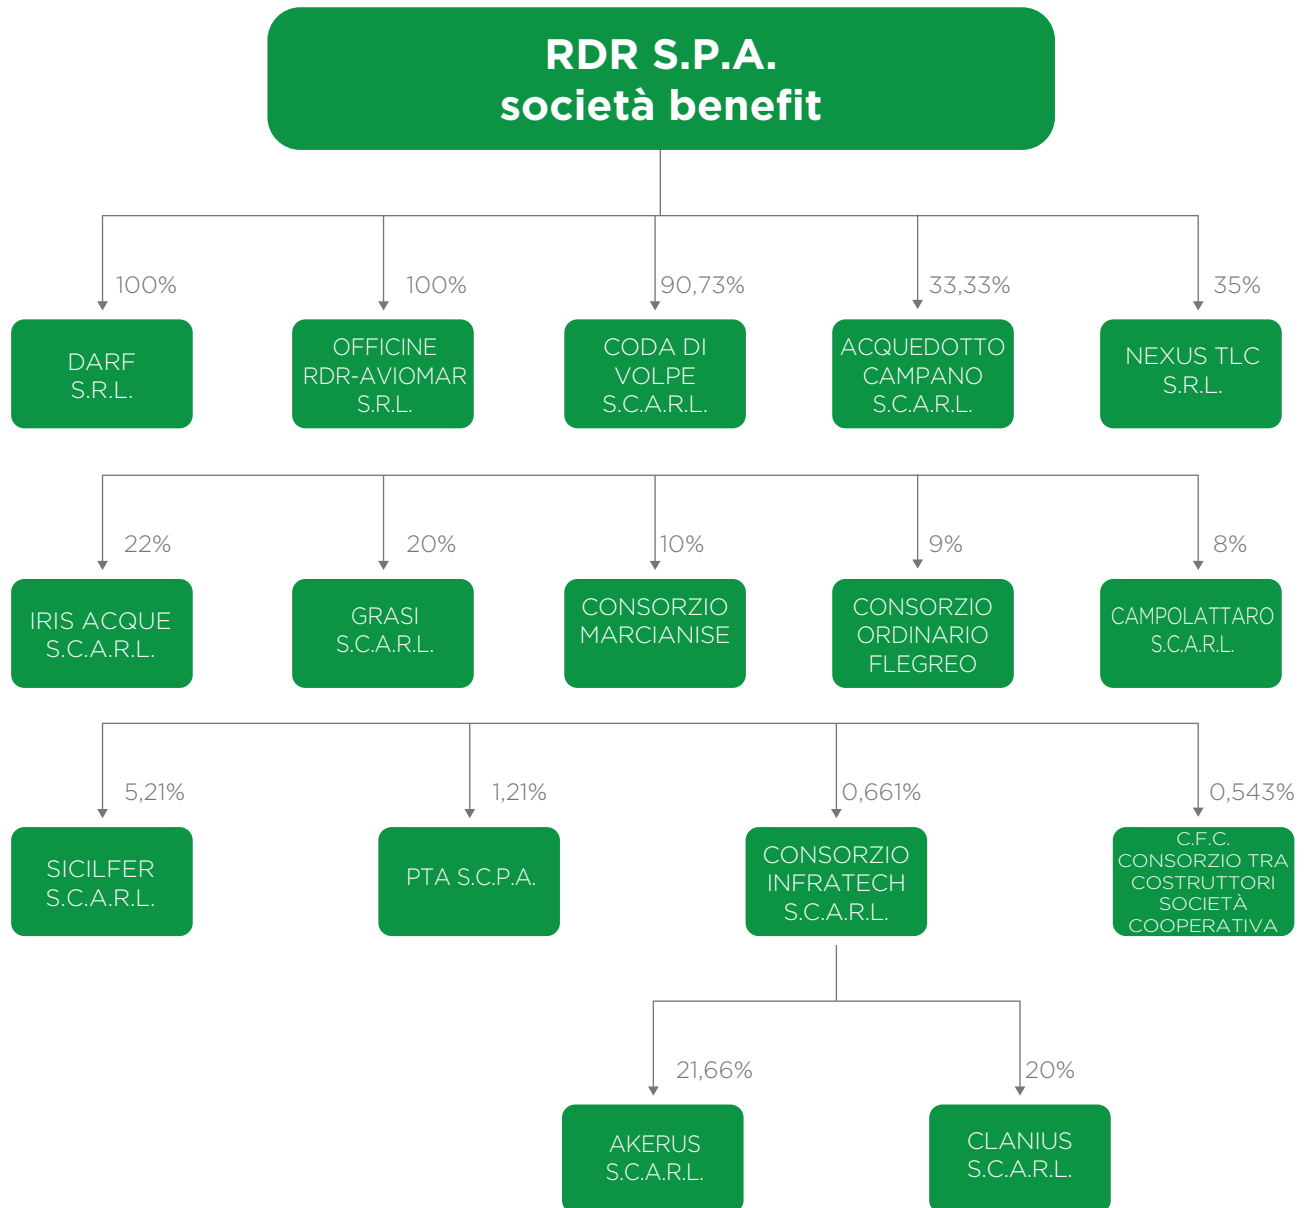 RDR S.P.A.
società benefit
100%
100%
90,73%
33,33%
35%
DARF
S.R.L.
OFFICINE
RDR-AVIOMAR
S.R.L.
CODA DI
VOLPE
S.C.A.R.L.
ACQUEDOTTO
CAMPANO
S.C.A.R.L.
NEXUS TLC
S.R.L.
22%
20%
10%
9%
8%
IRIS ACQUE
S.C.A.R.L.
GRASI
S.C.A.R.L.
CONSORZIO
MARCIANISE
CONSORZIO
ORDINARIO
FLEGREO
CAMPOLATTARO
S.C.A.R.L.
5,21%
1,21%
0,661%
0,543%
SICILFER
S.C.A.R.L.
PTA S.C.P.A.
CONSORZIO
INFRATECH
S.C.A.R.L.
C.F.C.
CONSORZIO TRA
COSTRUTTORI
SOCIETÀ
COOPERATIVA
21,66%
20%
AKERUS
S.C.A.R.L.
CLANIUS
S.C.A.R.L.